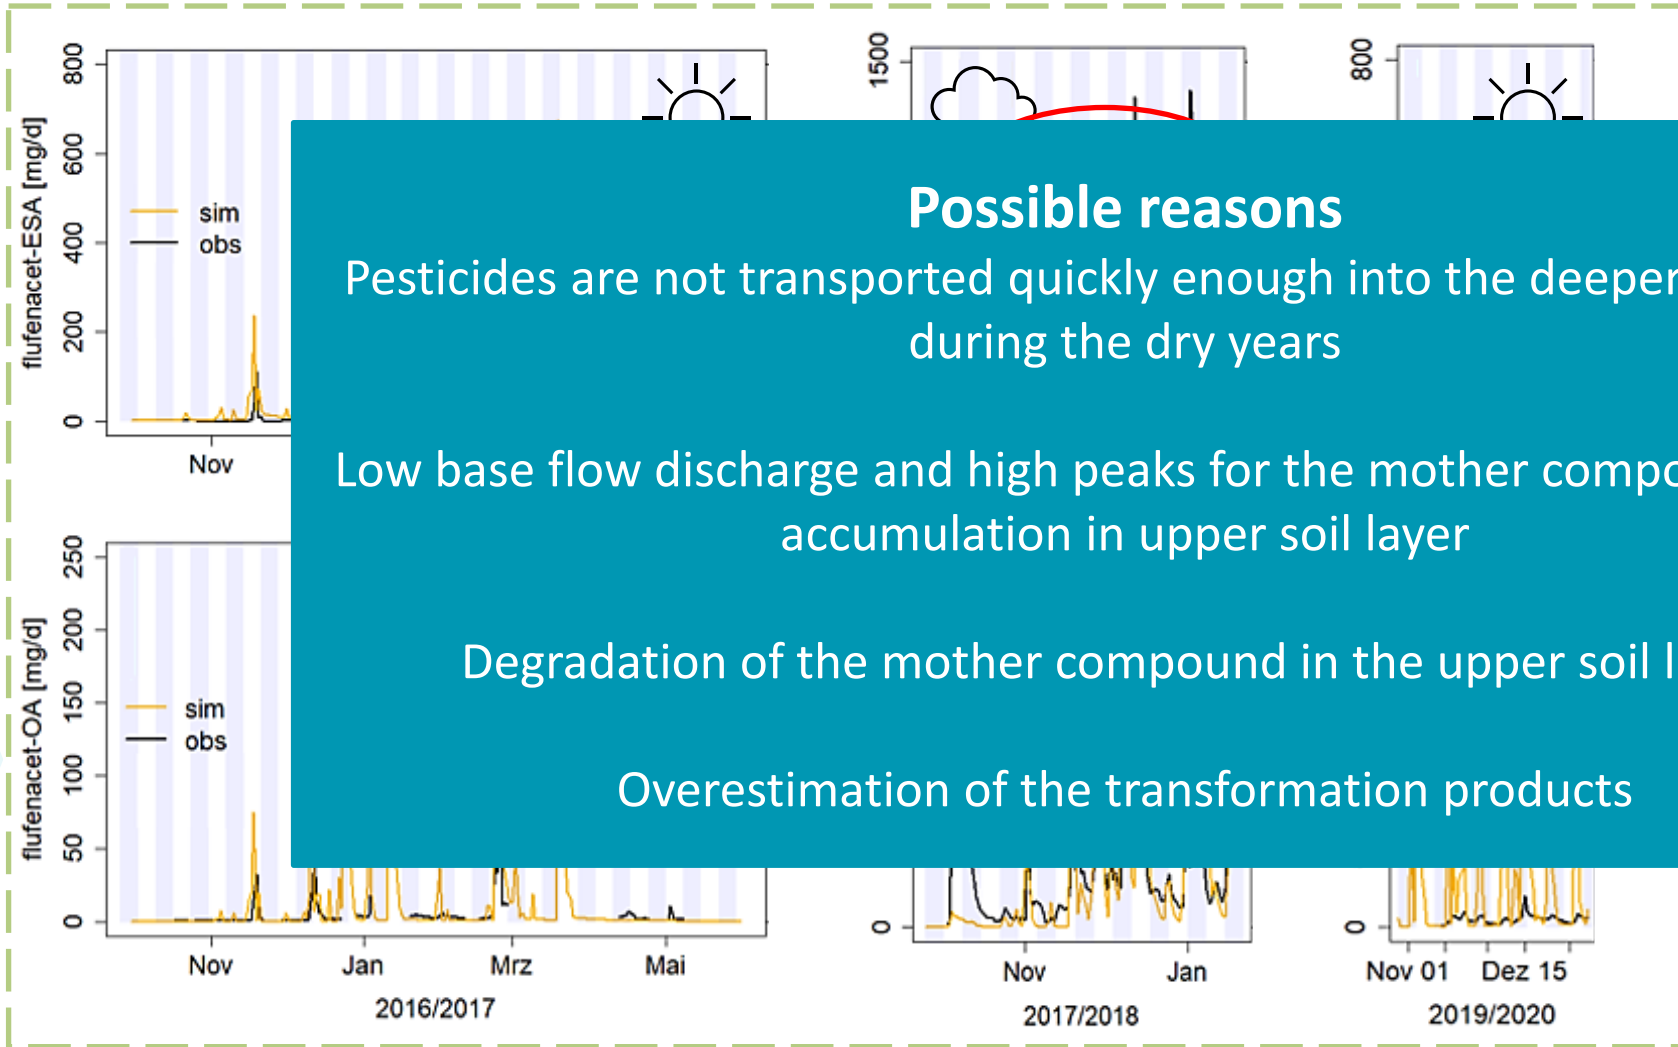 800
600
400
200
0
flufenacet-ESA [mg/d]
sim
obs
Nov
1500
800
Possible reasons
Pesticides are not transported quickly enough into the deeper
during the dry years
Low base flow discharge and high peaks for the mother
accumulation in upper soil layer
Degradation of the mother compound in the upper soil
Overestimation of the transformation products
250
200
150
100
50
0
flufenacet-OA [mg/d]
sim
obs
Nov Jan Mrz Mai
2016/2017
0
Nov Jan
2017/2018
0
Nov 01 Dez 15
2019/2020